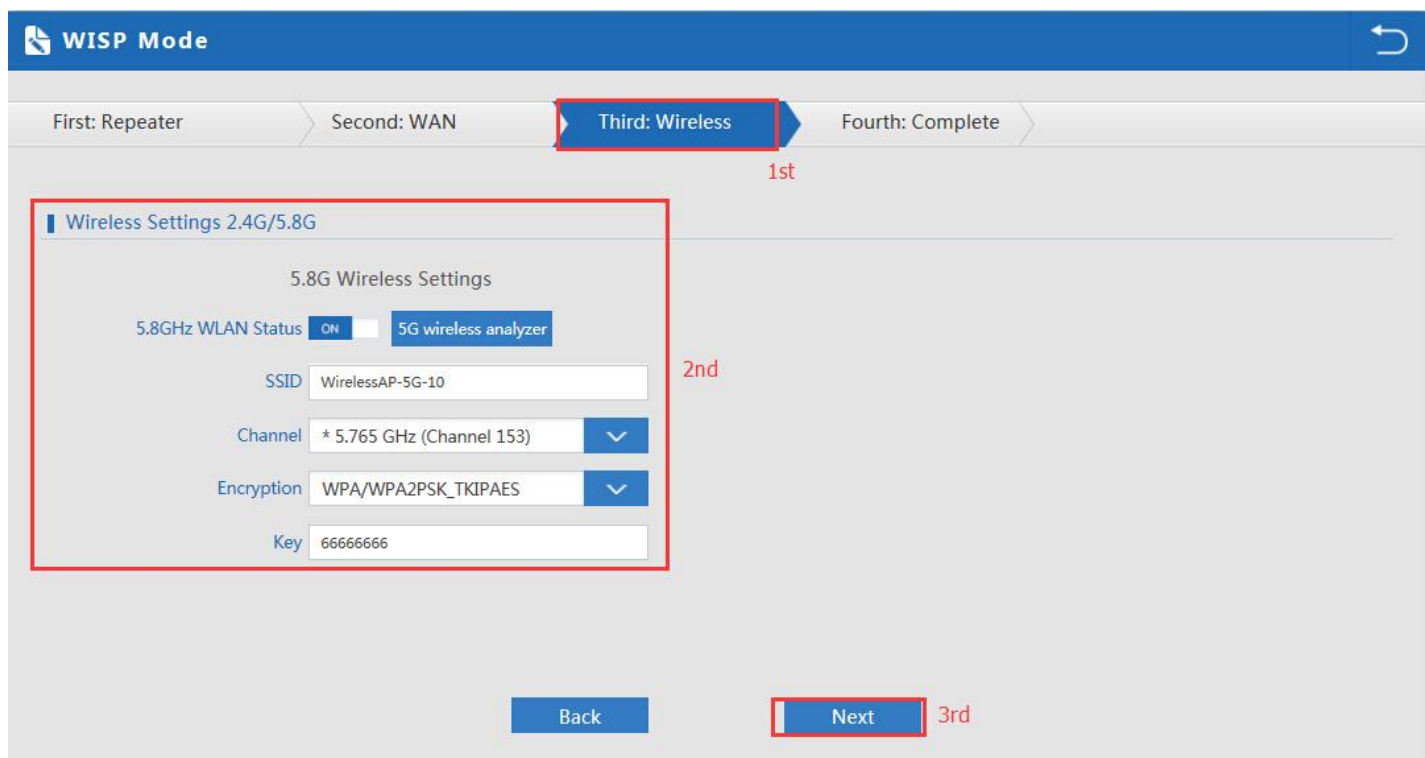 WISP Mode
First: Repeater
Second: WAN
Third: Wireless
Fourth: Complete
1st
Wireless Settings 2.4G/5.8G
5.8G Wireless Settings
5.8GHz WLAN Status ON 5G wireless analyzer
2nd
SSID WirelessAP-5G-10
Channel * 5.765 GHz (Channel 153)
Encryption WPA/WPA2PSK_TKIPAES
Key 66666666
Back
Next
3rd